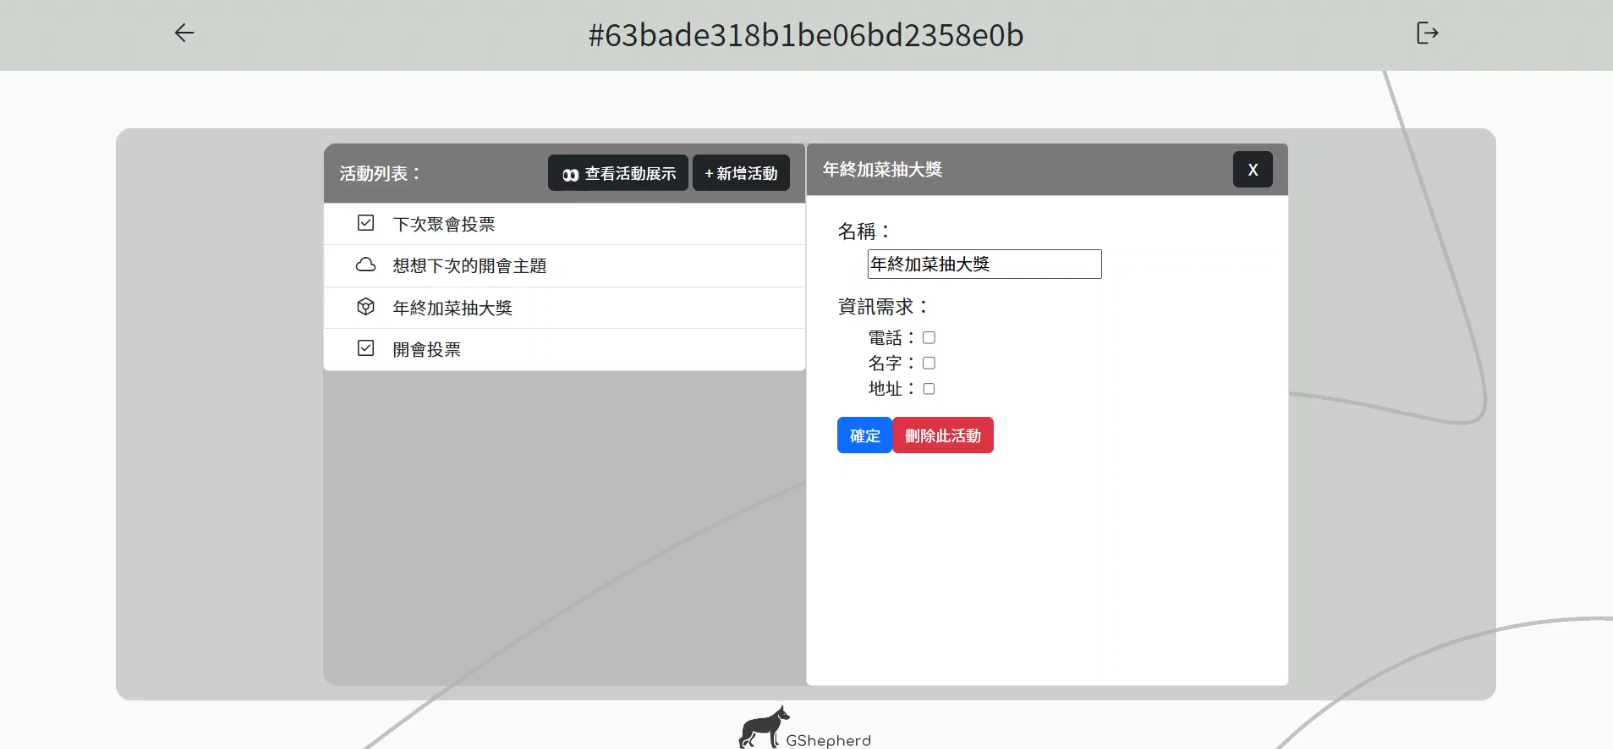 #63bade318b1be06bd2358e0b
活動列表：
查看活動展示
+ 新增活動
下次聚會投票
想想下次的開會主題
年終加菜抽大獎
開會投票
年終加菜抽大獎
X
名稱：
年終加菜抽大獎
資訊需求：
電話：
名字：
地址：
確定
刪除此活動
GShepherd